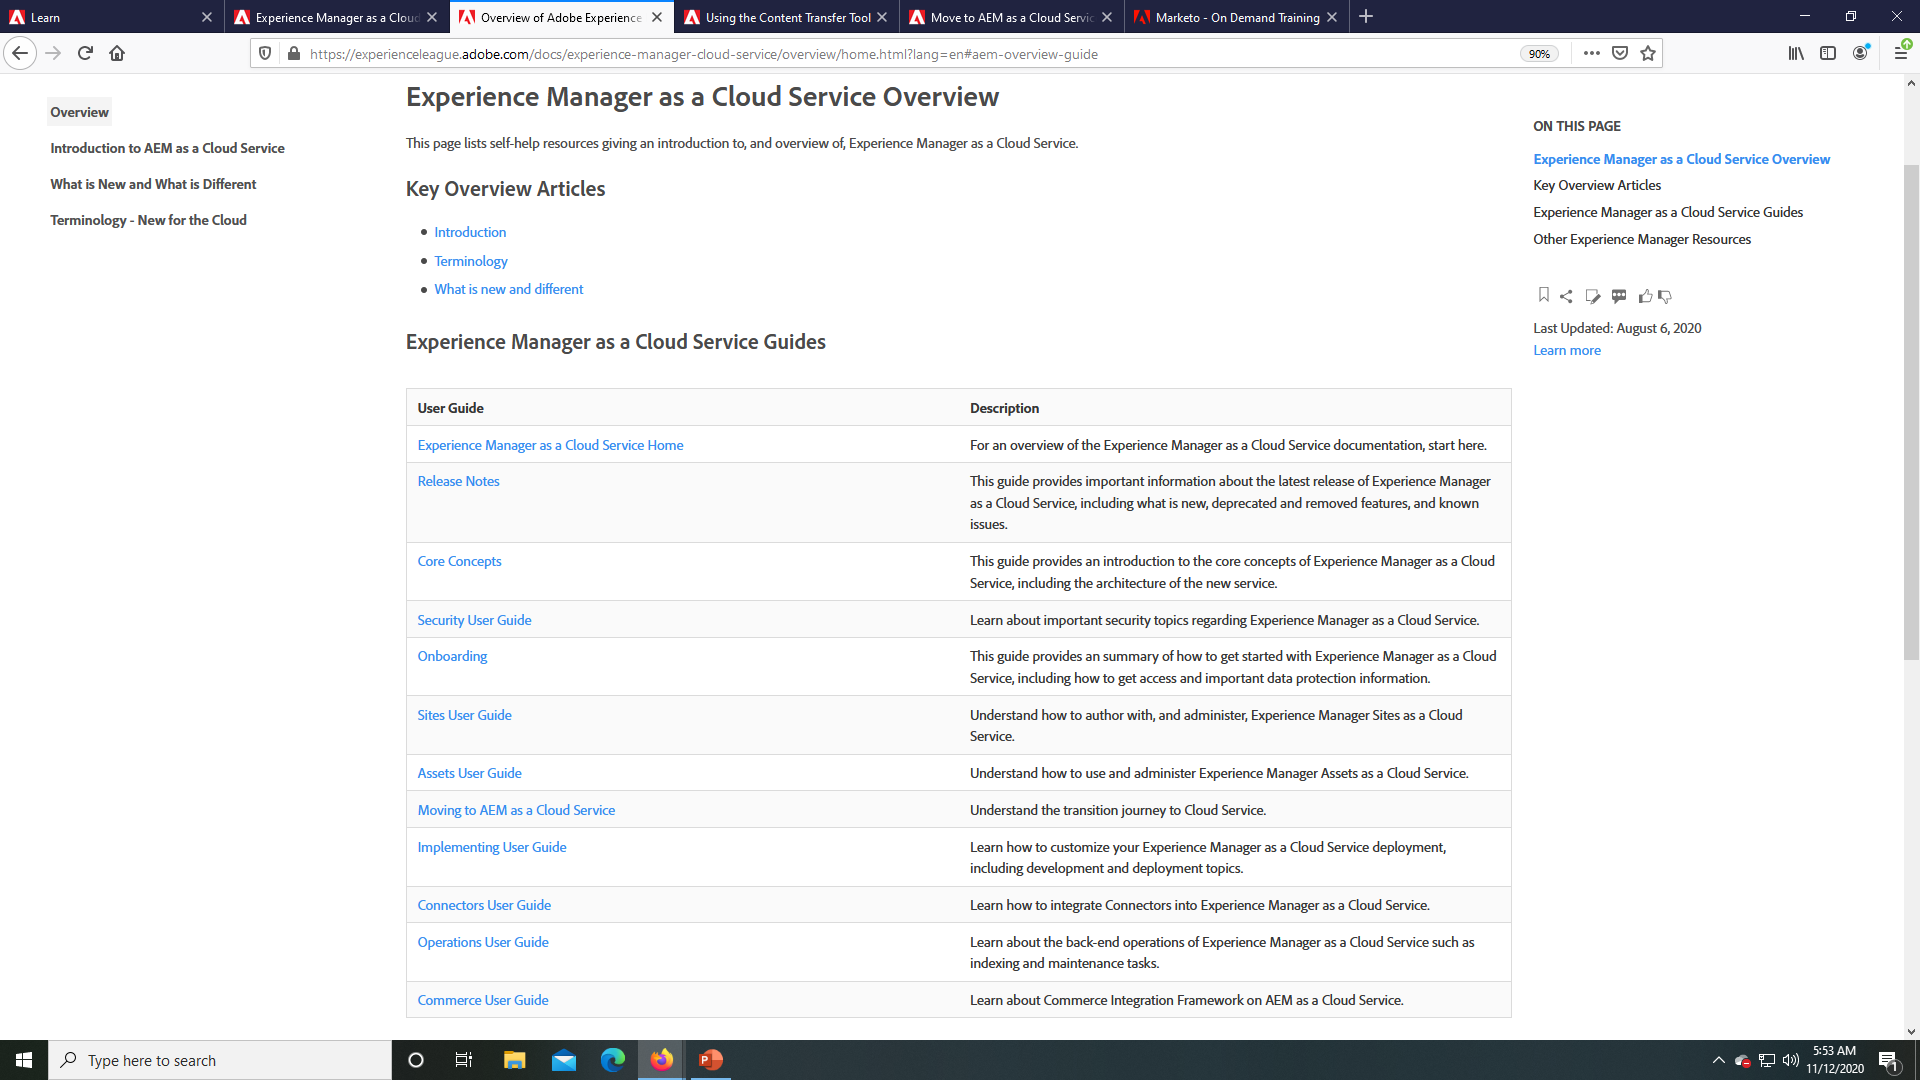 Learn
Experience Manager as a Cloud
Overview of Adobe Experience
Using the Content Transfer Tool
Move to AEM as a Cloud Servic
Marketo - On Demand Training
https://experienceleague.adobe.com/docs/experience-manager-cloud-service/overview/home.html?lang=en#aem-overview-guide
90%
Overview
Introduction to AEM as a Cloud Service
What is New and What is Different
Terminology - New for the Cloud
Experience Manager as a Cloud Service Overview
This page lists self-help resources giving an introduction to, and overview of, Experience Manager as a Cloud Service.
Key Overview Articles
Introduction
Terminology
What is new and different
Experience Manager as a Cloud Service Guides
User Guide Description
Experience Manager as a Cloud Service Home For an overview of the Experience Manager as a Cloud Service documentation, start here.
Release Notes This guide provides important information about the latest release of Experience Manager
as a Cloud Service, including what is new, deprecated and removed features, and known
issues.
Core Concepts This guide provides an introduction to the core concepts of Experience Manager as a Cloud
Service, including the architecture of the new service.
Security User Guide Learn about important security topics regarding Experience Manager as a Cloud Service.
Onboarding This guide provides an summary of how to get started with Experience Manager as a Cloud
Service, including how to get access and important data protection information.
Sites User Guide Understand how to author with, and administer, Experience Manager Sites as a Cloud
Service.
Assets User Guide Understand how to use and administer Experience Manager Assets as a Cloud Service.
Moving to AEM as a Cloud Service Understand the transition journey to Cloud Service.
Implementing User Guide Learn how to customize your Experience Manager as a Cloud Service deployment,
including development and deployment topics.
Connectors User Guide Learn how to integrate Connectors into Experience Manager as a Cloud Service.
Operations User Guide Learn about the back-end operations of Experience Manager as a Cloud Service such as
indexing and maintenance tasks.
Commerce User Guide Learn about Commerce Integration Framework on AEM as a Cloud Service.
ON THIS PAGE
Experience Manager as a Cloud Service Overview
Key Overview Articles
Experience Manager as a Cloud Service Guides
Other Experience Manager Resources
Last Updated: August 6, 2020
Learn more
Type here to search
5:53 AM
11/12/2020
1